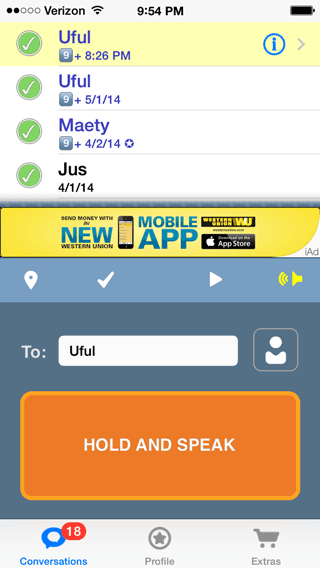 Verizon 9:54 PM
Uful
9+ 8:26 PM
Uful
9+ 5/1/14
Maety
9+ 4/2/14
Jus
4/1/14
SEND MONEY WITH
the
NEW
WESTERN UNION
MOBILE
APP
WESTERN UNION WU
Download on the
App Store
iAd
To: Uful
HOLD AND SPEAK
18
Conversations Profile Extras